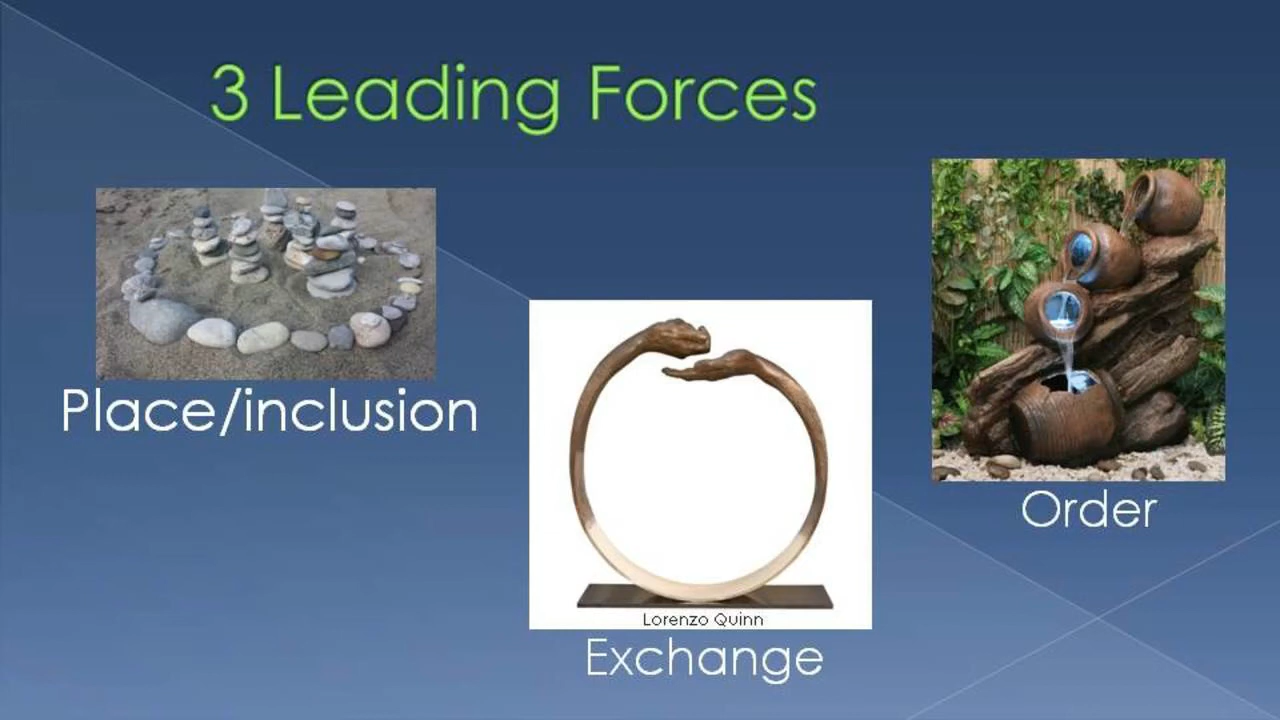 3 Leading Forces
Place/inclusion
Lorenzo Quinn
Exchange
Order